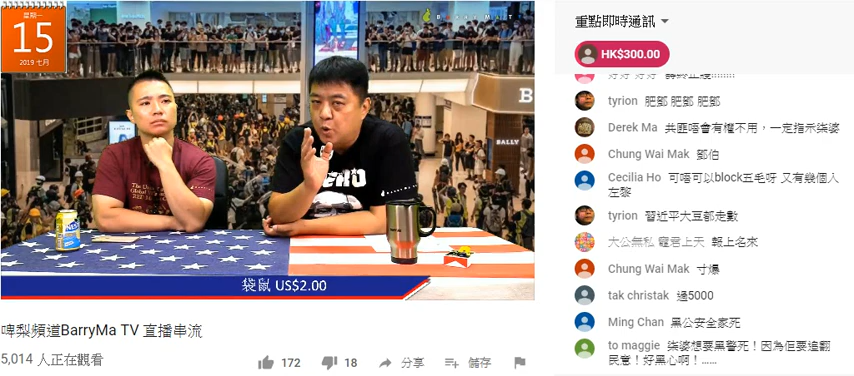 星期一
15
2019 七月
BarryMaTV
BALLY
袋鼠 US$2.00
啤梨頻道BarryMa TV 直播串流
5,014 人正在觀看
172
18
分享
儲存
重點即時通訊
HK$300.00
tyrion 肥鄧 肥鄧 肥鄧
Derek Ma 共匪唔會有權不用，一定指示柒婆
Chung Wai Mak 鄧伯
Cecilia Ho 可唔可以block五毛呀 又有幾個人
左黎
tyrion 習近平大豆都走數
大公無私 寵君上天 報上名來
Chung Wai Mak 寸爆
tak christak 過5000
Ming Chan 黑公安全家死
to maggie 柒婆想要黑警死！因為佢要追翻
民意！好黑心啊！......